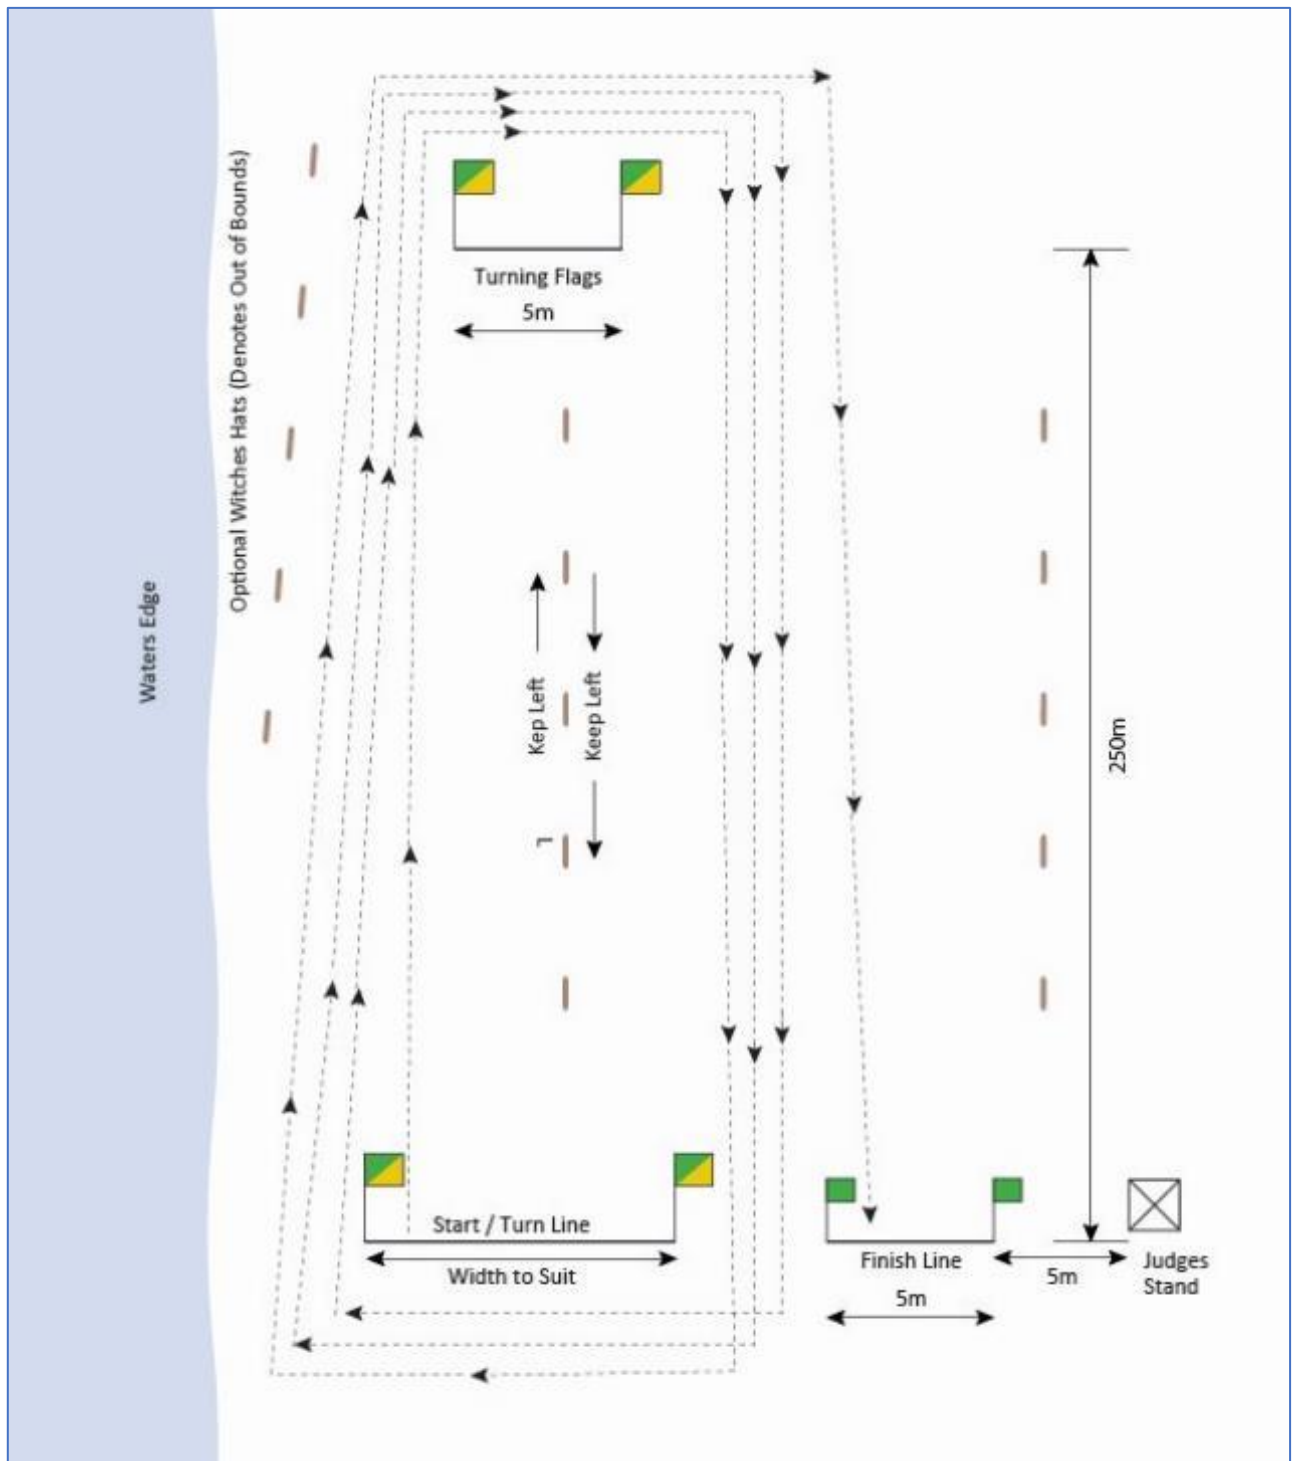 Optional Witches Hats (Denotes Out of Bounds)
Waters Edge
Turning Flags
5m
Kep Left
Keep Left
L
250m
Start / Turn Line
Width to Suit
Finish Line
5m
5m
Judges
Stand